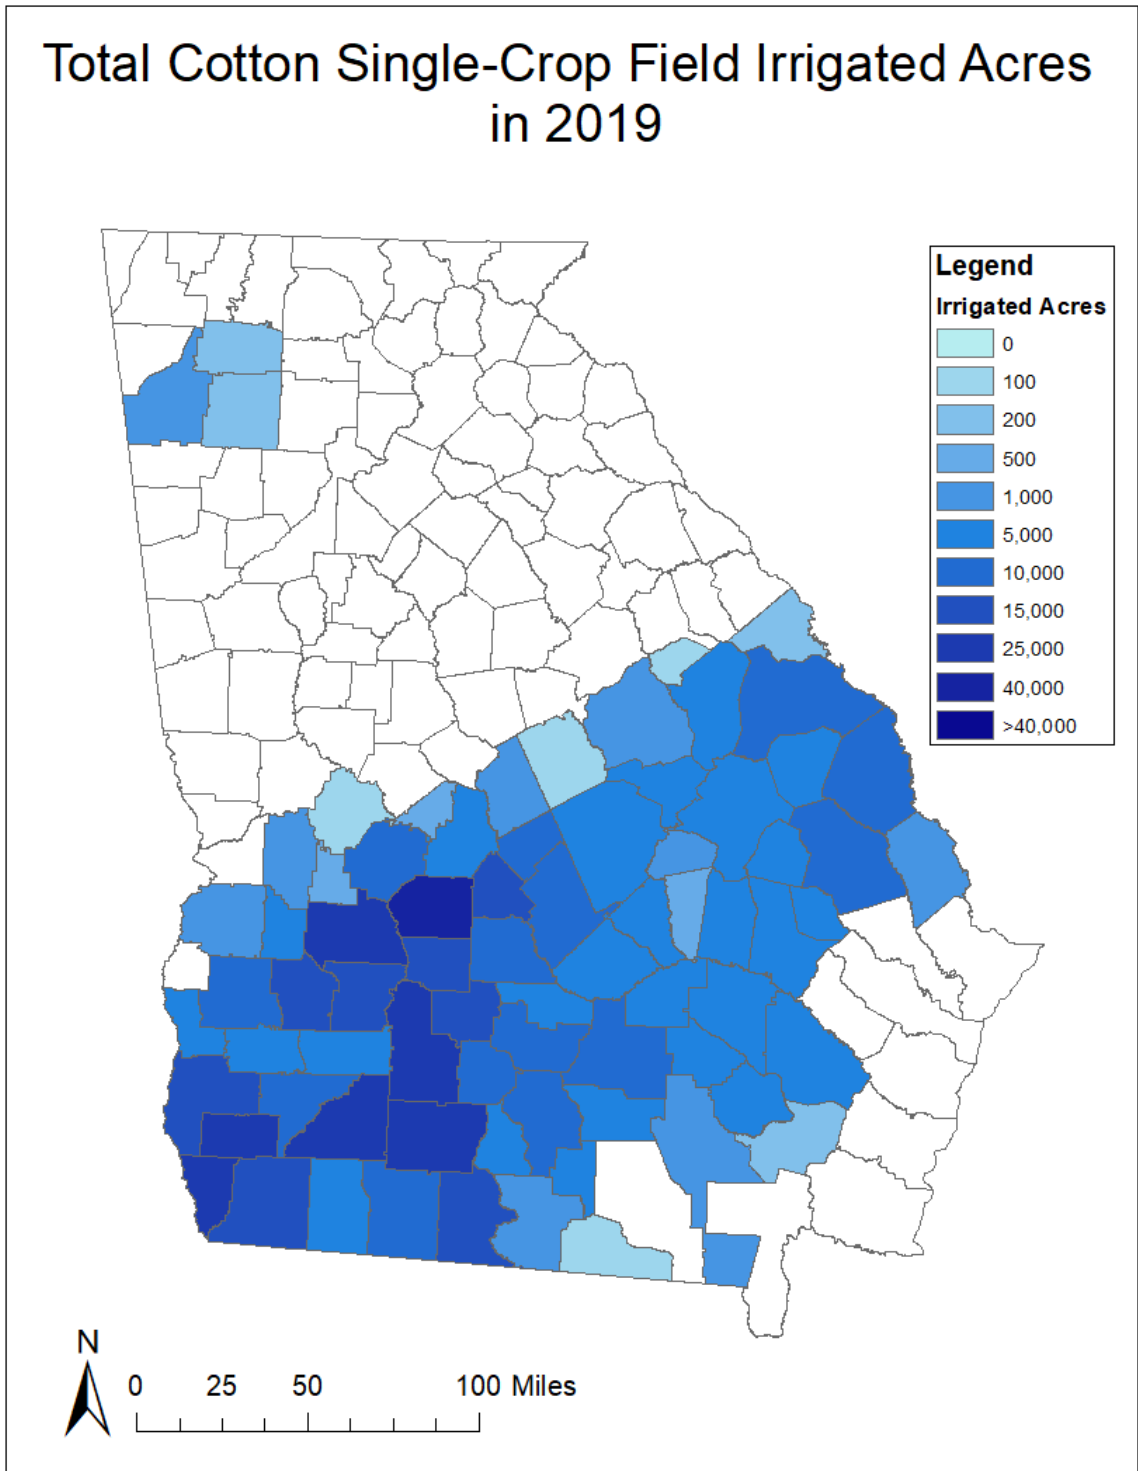 Total Cotton Single-Crop Field Irrigated Acres
in 2019
Legend
Irrigated Acres
0
100
200
500
1,000
5,000
10,000
15,000
25,000
40,000
>40,000
N
0 25 50 100 Miles